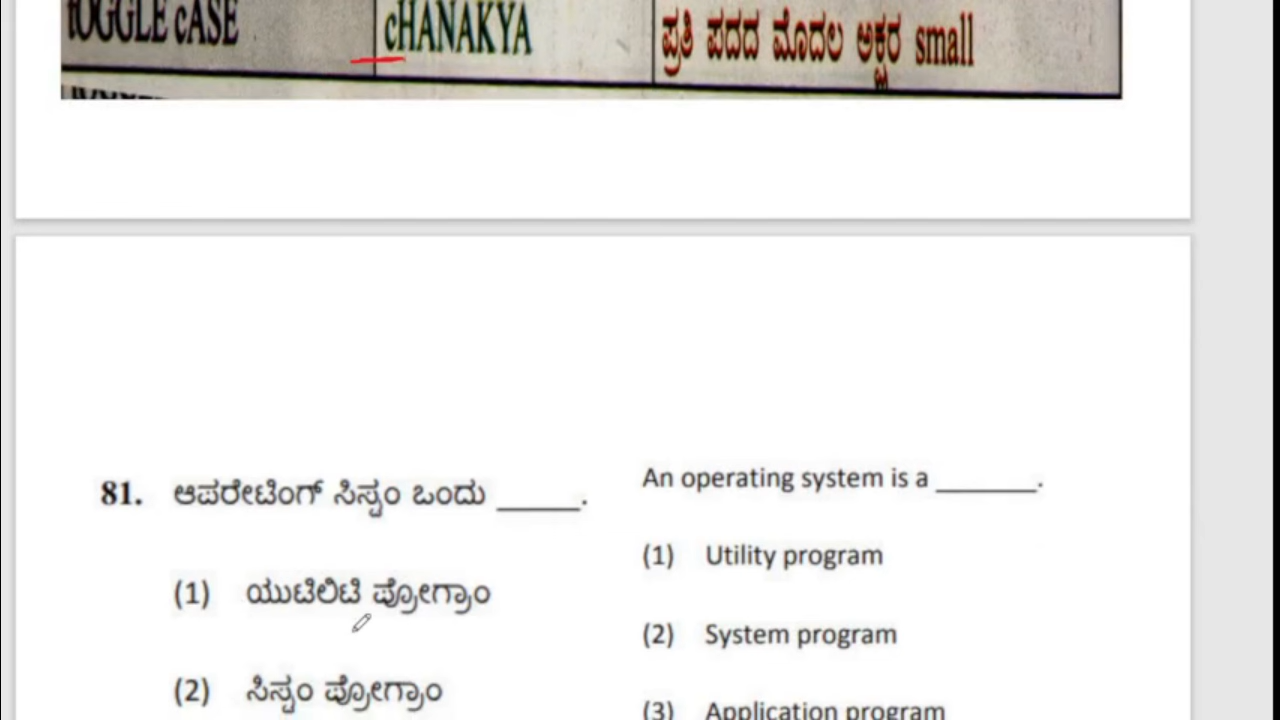 tOGGLE cASE cHANAKYA ಪ್ರತಿ ಪದದ ಮೊದಲ ಅಕ್ಷರ small
81. ಆಪರೇಟಿಂಗ್ ಸಿಸ್ಟಂ ಒಂದು _____.
(1) ಯುಟಿಲಿಟಿ ಪ್ರೋಗ್ರಾಂ
(2) ಸಿಸ್ಟಂ ಪ್ರೋಗ್ರಾಂ
An operating system is a _______.
(1) Utility program
(2) System program
(3) Application program